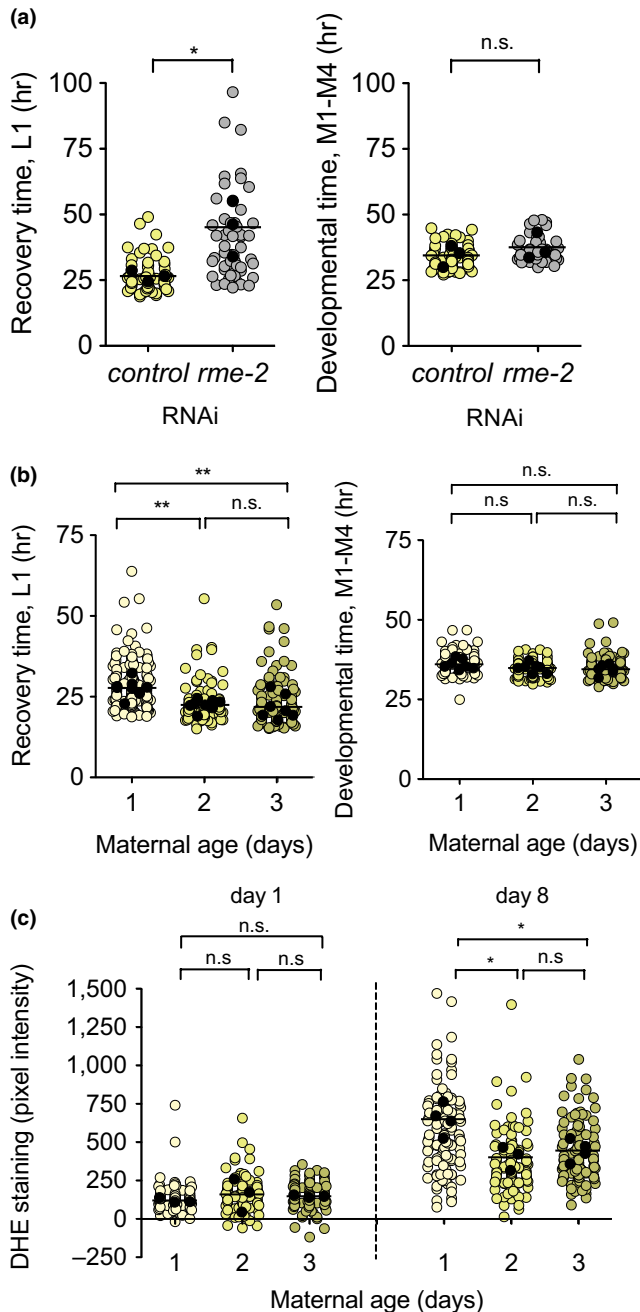 (a)
* n.s.
Recovery time, L1 (hr)
100
75
50
25
0
control rme-2
RNAi
Developmental time, M1-M4 (hr)
100
75
50
25
0
control rme-2
RNAi
(b)
**
** n.s.
Recovery time, L1 (hr)
75
50
25
0
1 2 3
Maternal age (days)
n.s.
n.s n.s.
Developmental time, M1-M4 (hr)
75
50
25
0
1 2 3
Maternal age (days)
(c)
day 1 day 8
n.s. *
n.s n.s * n.s
DHE staining (pixel intensity)
1,500
1,250
1,000
750
500
250
0
–250
1 2 3 1 2 3
Maternal age (days)